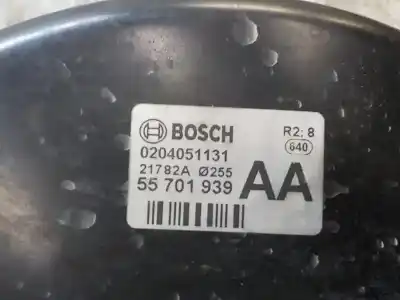 BOSCH R2; 8
640
0204051131
21782A Ø255
55 701 939 AA